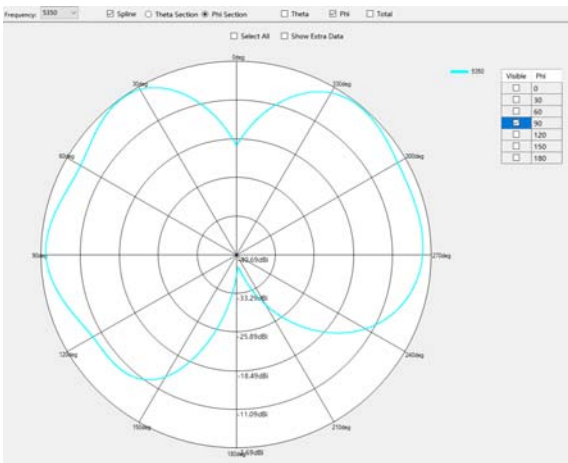 Frequency: 5350 Spline Theta Section Phi Section Theta Phi Total
Select All Show Extra Data
0deg
30deg
330deg
5350
Visible Phi
0
30
60
90
120
150
180
60deg
300deg
90deg
-40.69dBi
270deg
-33.29dBi
-25.89dBi
120deg
240deg
-18.49dBi
-11.09dBi
150deg
210deg
180deg
-3.69dBi